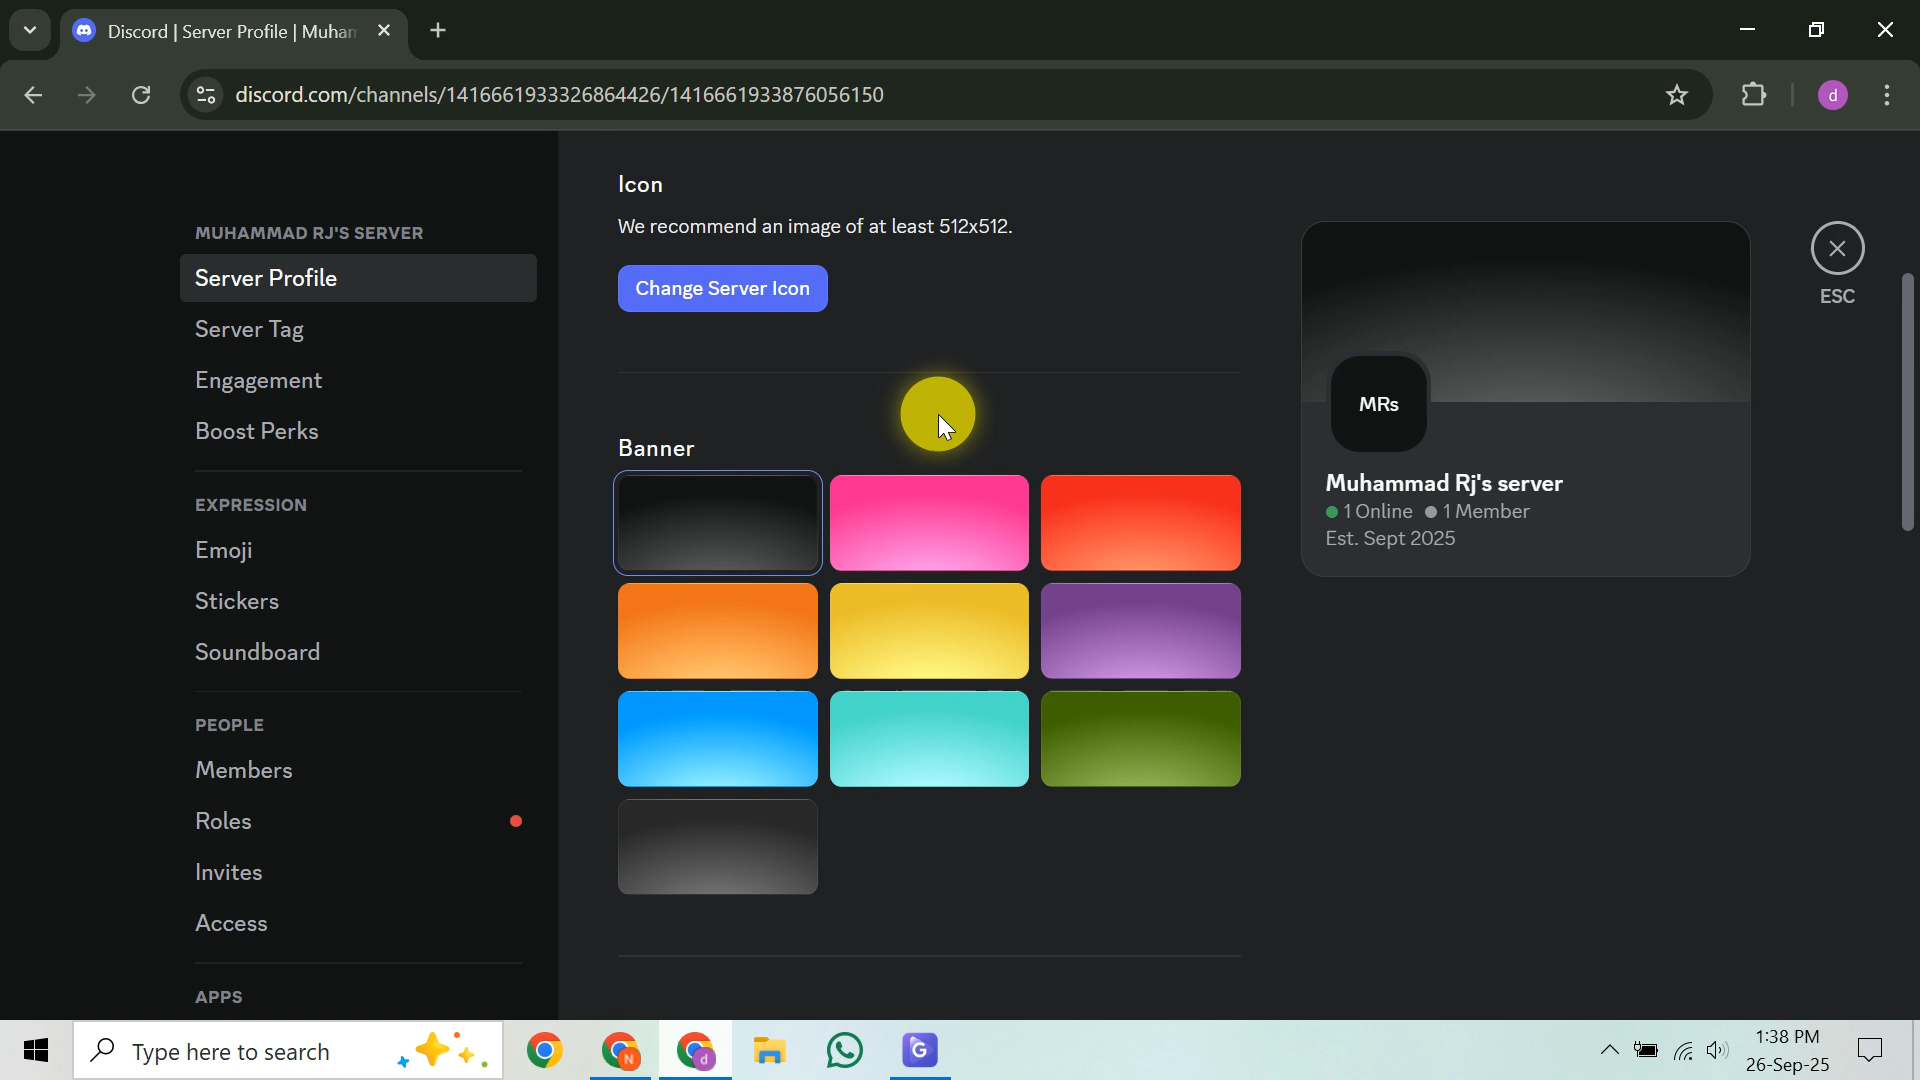 Discord | Server Profile | Muham
discord.com/channels/1416661933326864426/1416661933876056150
d
MUHAMMAD RJ'S SERVER
Server Profile
Server Tag
Engagement
Boost Perks
EXPRESSION
Emoji
Stickers
Soundboard
PEOPLE
Members
Roles
Invites
Access
APPS
Icon
We recommend an image of at least 512x512.
Change Server Icon
Banner
MRs
Muhammad Rj's server
1 Online 1 Member
Est. Sept 2025
ESC
Type here to search
N
d
G
1:38 PM
26-Sep-25